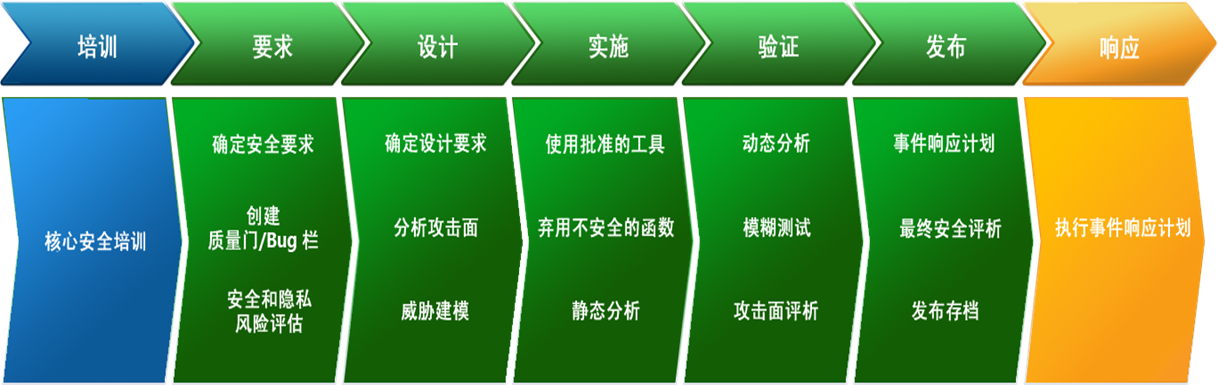 培训
要求
设计
实施
验证
发布
响应
核心安全培训
确定安全要求
创建
质量门/Bug 栏
安全和隐私
风险评估
确定设计要求
分析攻击面
威胁建模
使用批准的工具
弃用不安全的函数
静态分析
动态分析
模糊测试
攻击面评析
事件响应计划
最终安全评析
发布存档
执行事件响应计划